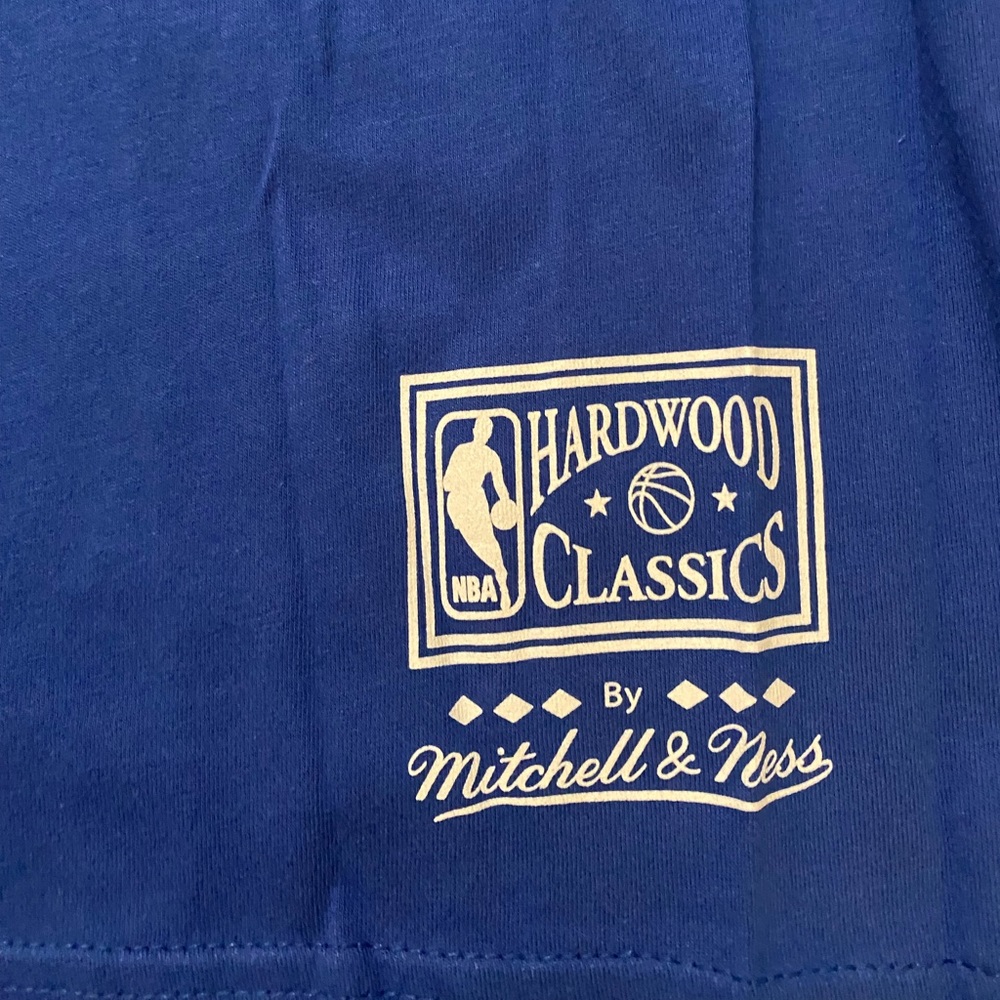 HARDWOOD
CLASSICS
NBA
By
Mitchell & Ness